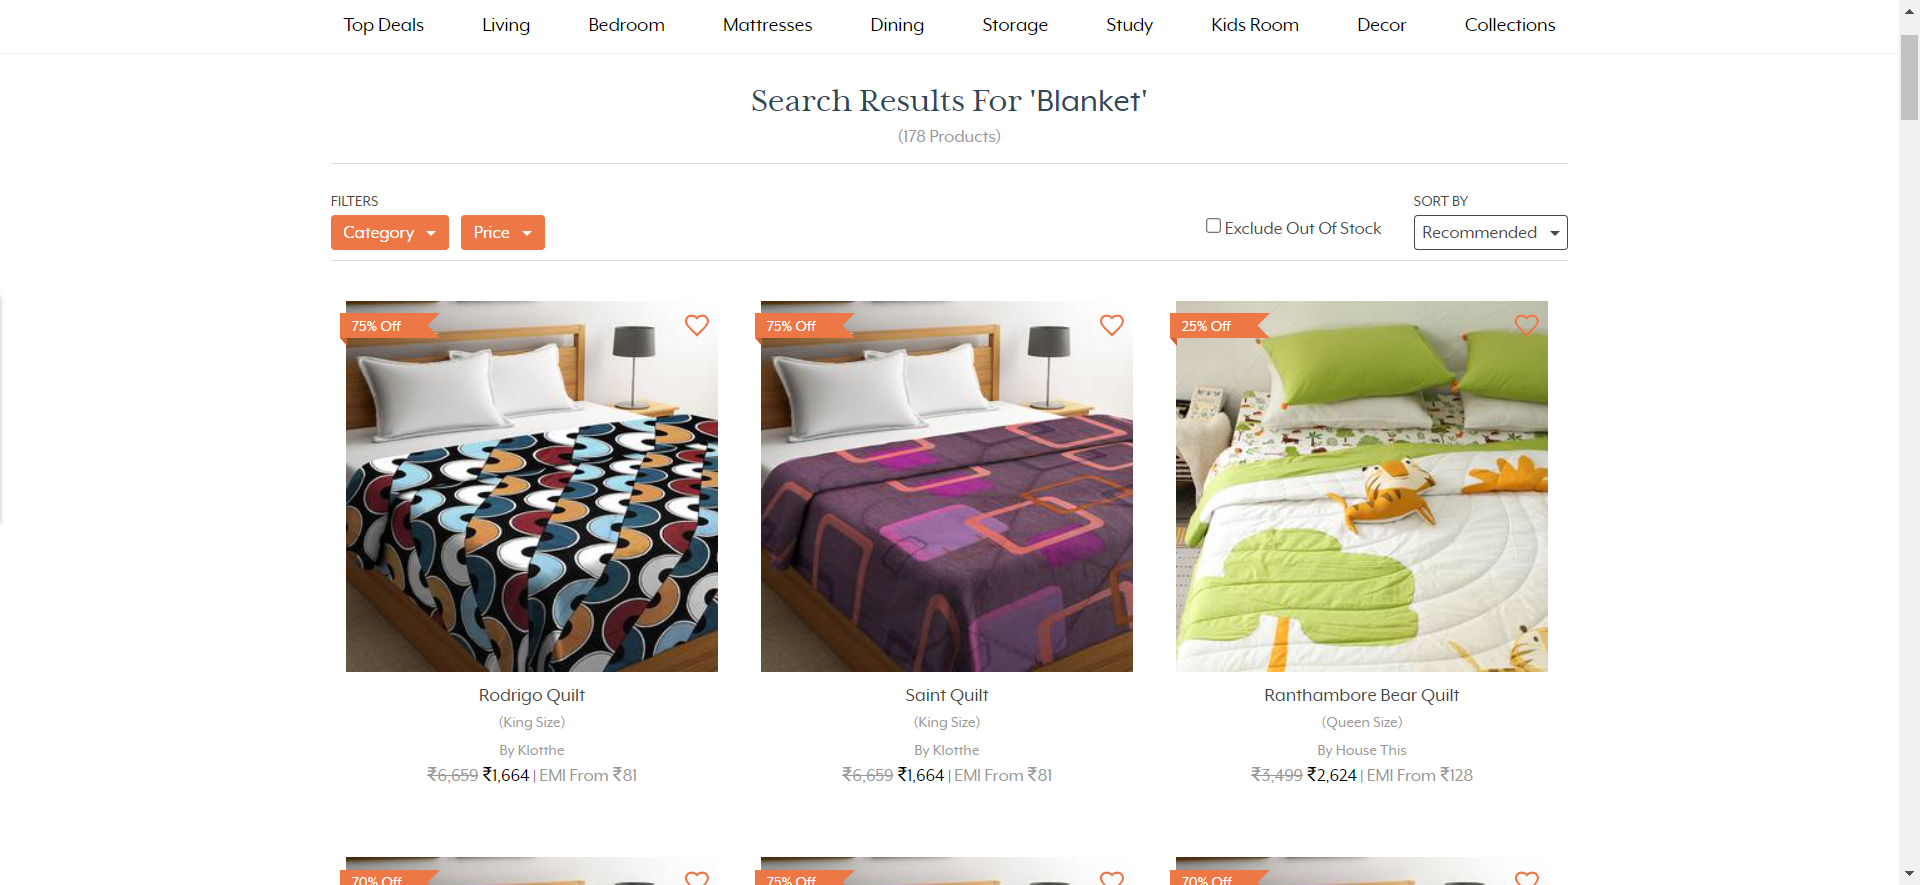 Top Deals Living Bedroom Mattresses Dining Storage Study Kids Room Decor Collections
Search Results For 'Blanket'
(178 Products)
FILTERS
Category Price
Exclude Out Of Stock
SORT BY
Recommended
75% Off
75% Off
25% Off
Rodrigo Quilt
(King Size)
By Klotthe
₹6,659 ₹1,664 | EMI From ₹81
Saint Quilt
(King Size)
By Klotthe
₹6,659 ₹1,664 | EMI From ₹81
Ranthambore Bear Quilt
(Queen Size)
By House This
₹3,499 ₹2,624 | EMI From ₹128
70% Off
75% Off
70% Off